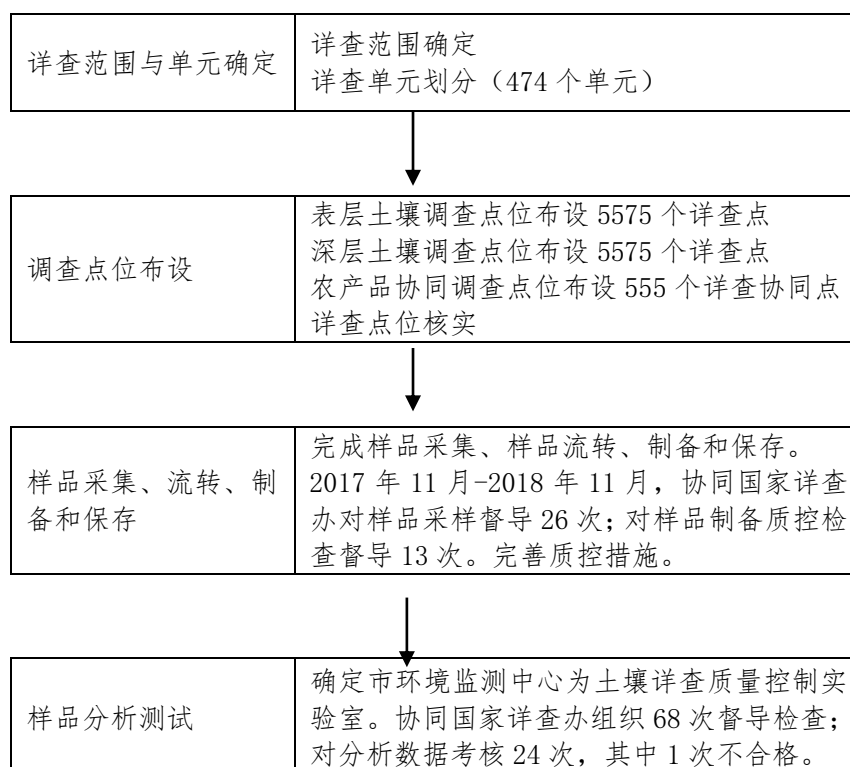 详查范围与单元确定
详查范围确定
详查单元划分（474 个单元）
调查点位布设
表层土壤调查点位布设 5575 个详查点
深层土壤调查点位布设 5575 个详查点
农产品协同调查点位布设 555 个详查协同点
详查点位核实
样品采集、流转、制
备和保存
完成样品采集、样品流转、制备和保存。
2017 年 11 月-2018 年 11 月，协同国家详查
办对样品采样督导 26 次；对样品制备质控检
查督导 13 次。完善质控措施。
样品分析测试
确定市环境监测中心为土壤详查质量控制实
验室。协同国家详查办组织 68 次督导检查；
对分析数据考核 24 次，其中 1 次不合格。